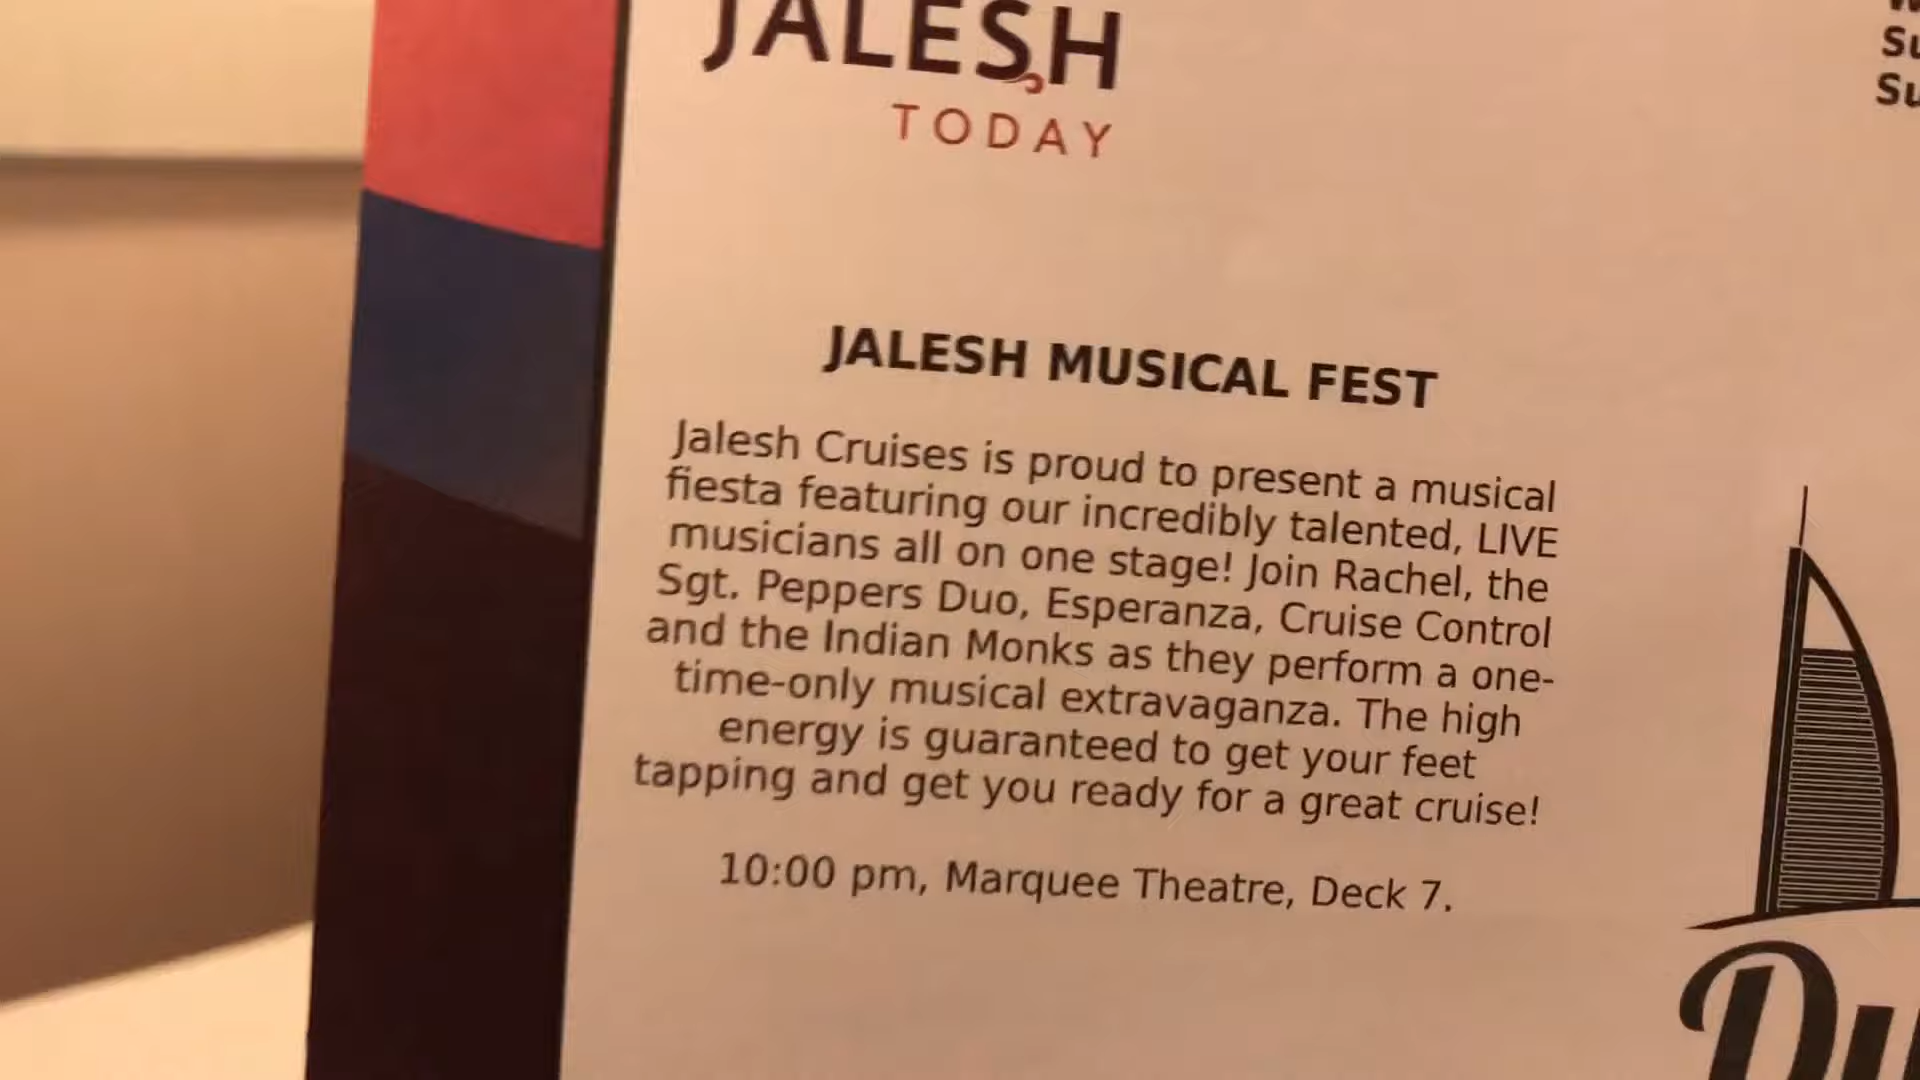 JALESH
TODAY
JALESH MUSICAL FEST
Jalesh Cruises is proud to present a musical
fiesta featuring our incredibly talented, LIVE
musicians all on one stage! Join Rachel, the
Sgt. Peppers Duo, Esperanza, Cruise Control
and the Indian Monks as they perform a one-
time-only musical extravaganza. The high
energy is guaranteed to get your feet
tapping and get you ready for a great cruise!
10:00 pm, Marquee Theatre, Deck 7.
Su
Su
Du